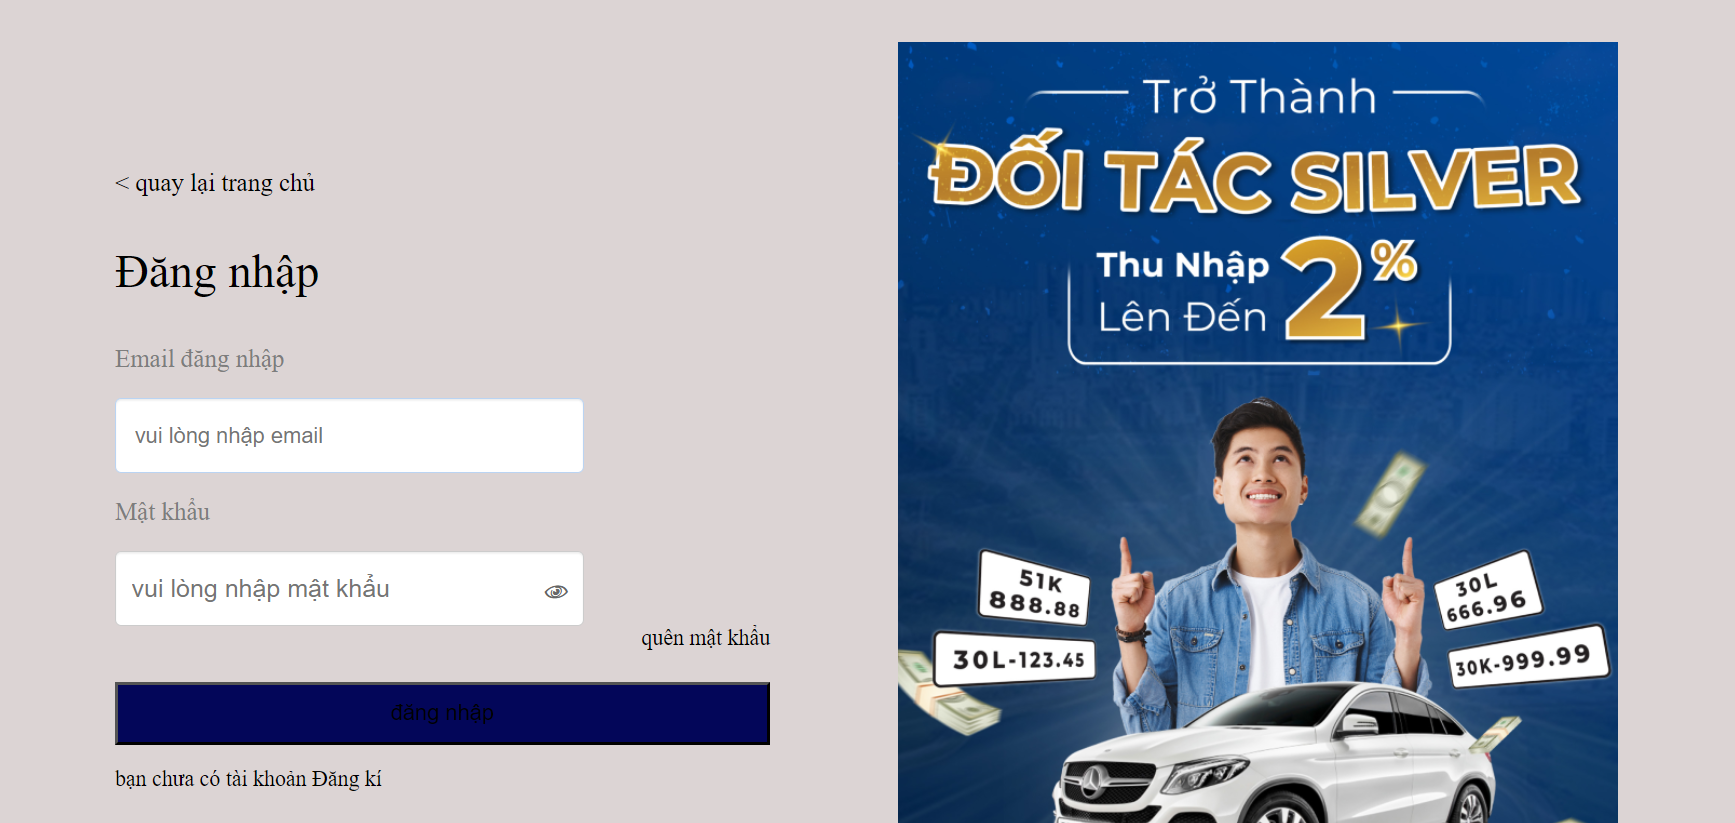 < quay lại trang chủ
Đăng nhập
Email đăng nhập
vui lòng nhập email
Mật khẩu
vui lòng nhập mật khẩu
quên mật khẩu
đăng nhập
bạn chưa có tài khoản Đăng kí
Trở Thành
ĐỐI TÁC SILVER
Thu Nhập
Lên Đến
2%
51K
888.88
30L
666.96
30L-123.45
30K-999.99